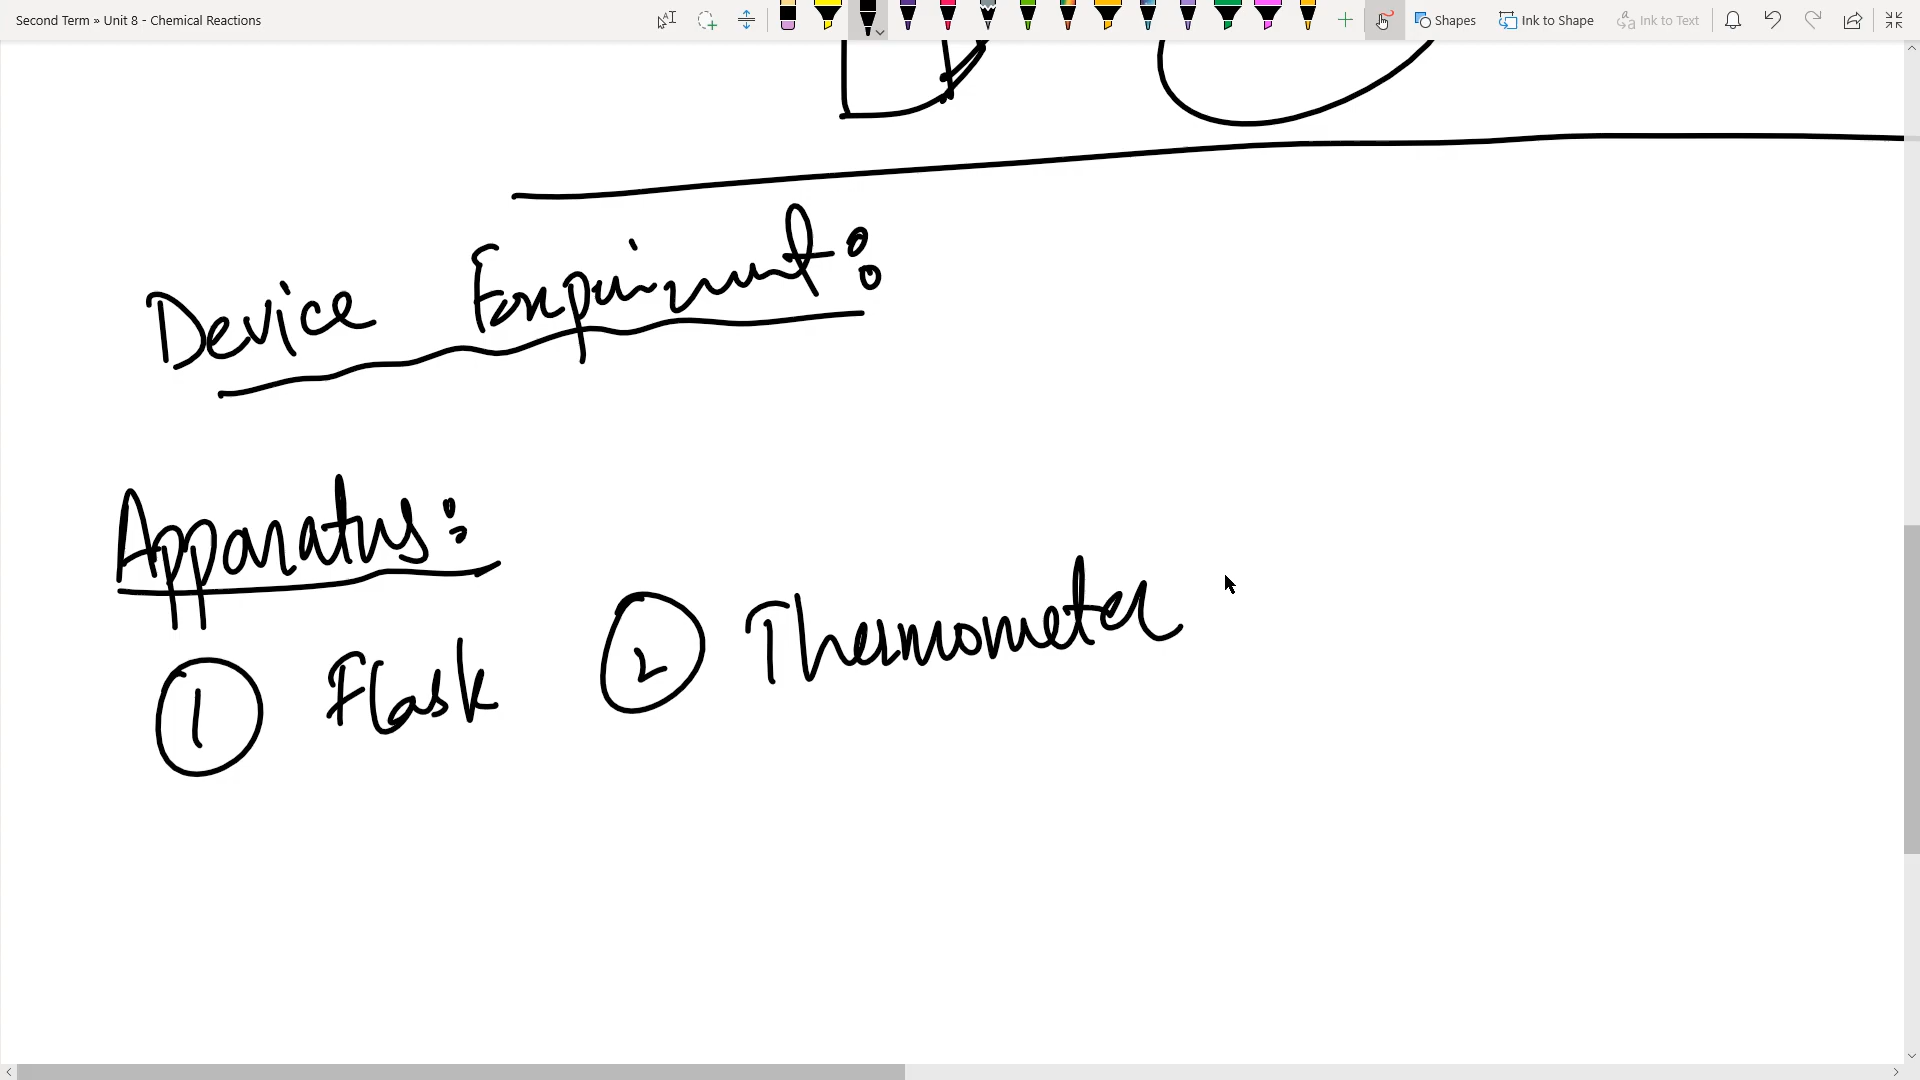 Second Term » Unit 8 - Chemical Reactions
Shapes Ink to Shape Ink to Text
Device Experiment:
Apparatus:
1 Flask 2 Thermometer